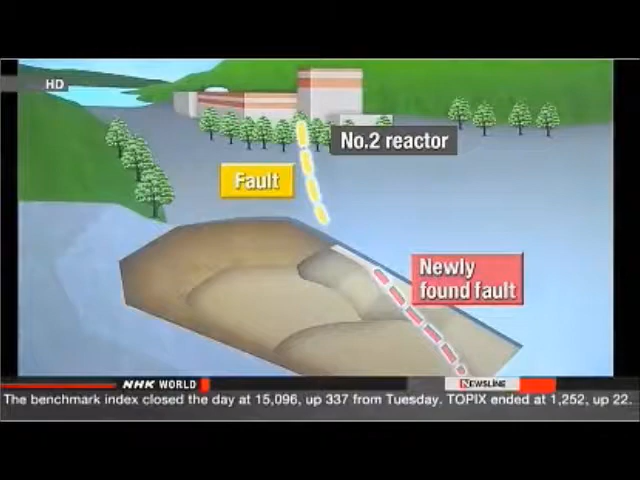 HD
No.2 reactor
Fault
Newly
found fault
NHK WORLD
NEWSLINE
The benchmark index closed the day at 15,096, up 337 from Tuesday. TOPIX ended at 1,252, up 22.